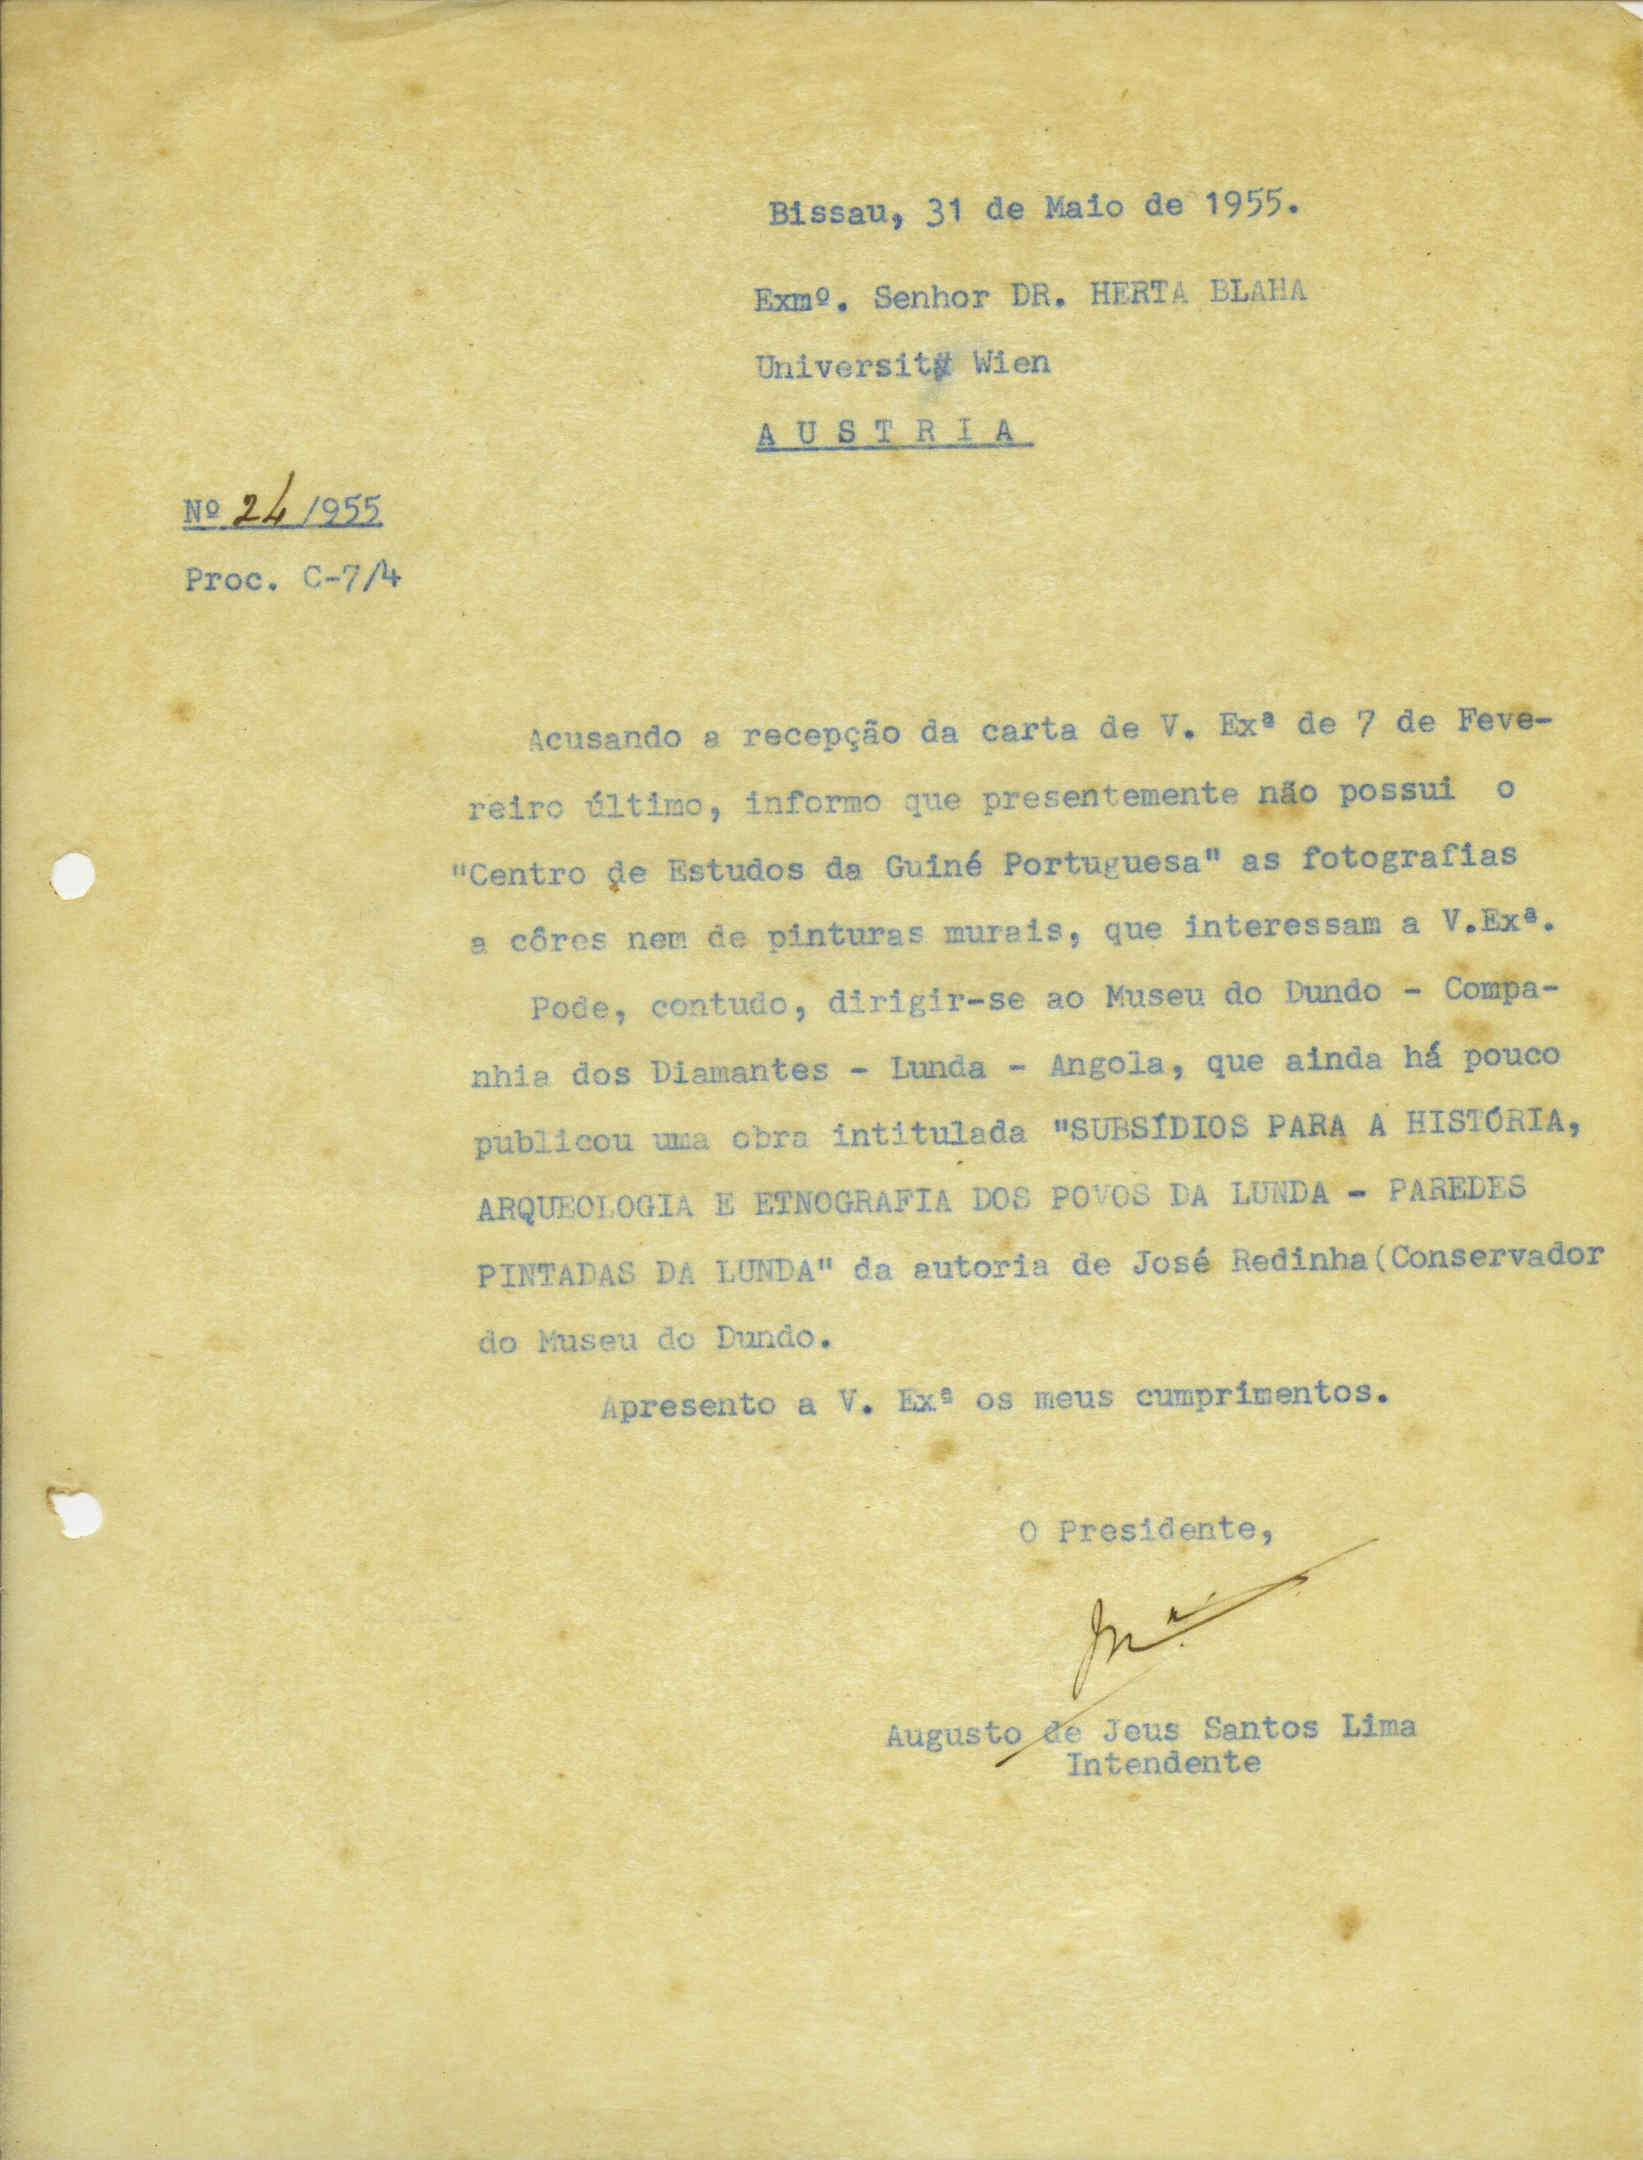 Bissau, 31 de Maio de 1955.
Exmº. Senhor DR. HERTA BLAHA
Universität Wien
AUSTRIA
Nº 24/1955
Proc. C-7/4
Acusando a recepção da carta de V. Exª de 7 de Feve-
reiro último, informo que presentemente não possui o
"Centro de Estudos da Guiné Portuguesa" as fotografias
a côres nem de pinturas murais, que interessam a V.Exª.
Pode, contudo, dirigir-se ao Museu do Dundo - Compa-
nhia dos Diamantes - Lunda - Angola, que ainda há pouco
publicou uma obra intitulada "SUBSÍDIOS PARA A HISTÓRIA,
ARQUEOLOGIA E ETNOGRAFIA DOS POVOS DA LUNDA - PAREDES
PINTADAS DA LUNDA" da autoria de José Redinha(Conservador
do Museu do Dundo.
Apresento a V. Exª os meus cumprimentos.
O Presidente,
Augusto de Jeus Santos Lima
Intendente